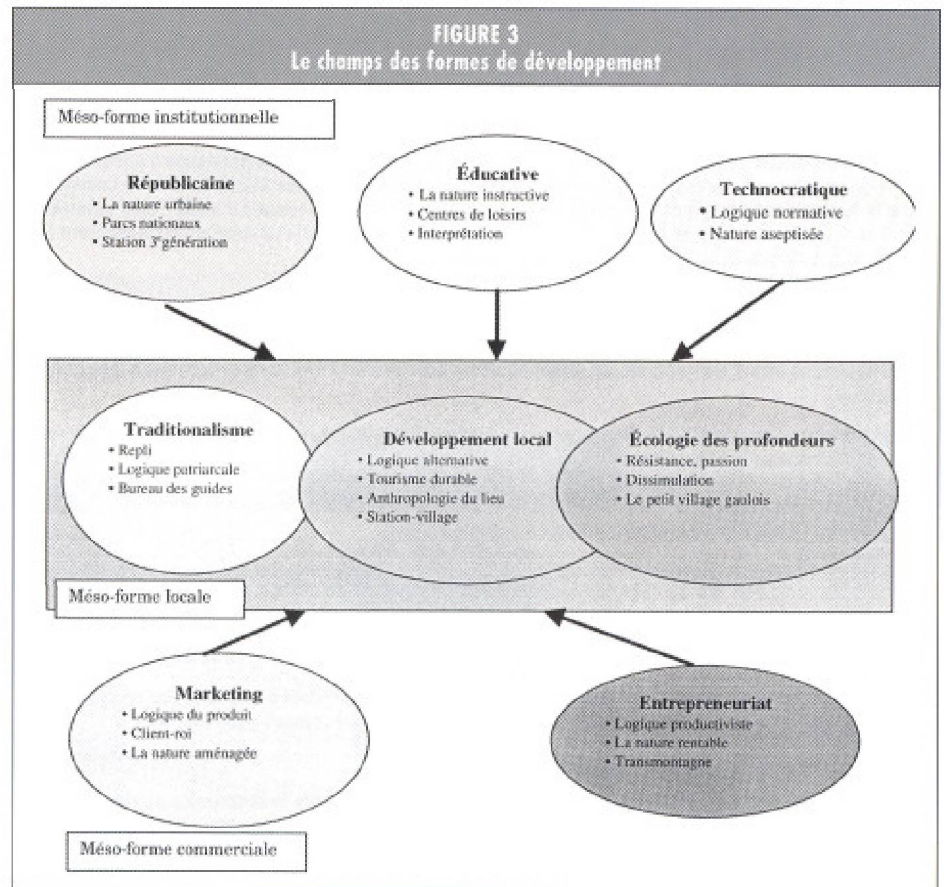 FIGURE 3
Le champs des formes de développement
Méso-forme institutionnelle
Républicaine
• La nature urbaine
• Parcs nationaux
• Station 3e génération
Éducative
• La nature instructive
• Centres de loisirs
• Interprétation
Technocratique
• Logique normative
• Nature aseptisée
Traditionalisme
• Repli
• Logique patriarcale
• Bureau des guides
Développement local
• Logique alternative
• Tourisme durable
• Anthropologie du lieu
• Station-village
Écologie des profondeurs
• Résistance, passion
• Dissimulation
• Le petit village gaulois
Méso-forme locale
Marketing
• Logique du produit
• Client-roi
• La nature aménagée
Entrepreneuriat
• Logique productiviste
• La nature rentable
• Transmontagne
Méso-forme commerciale